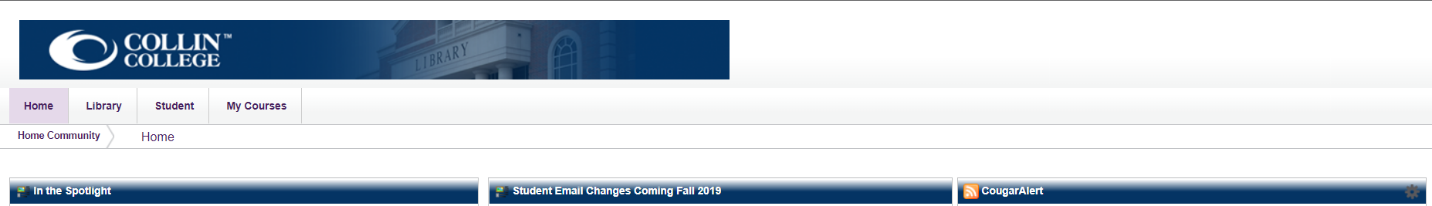 COLLIN™
COLLEGE
LIBRARY
Home Library Student My Courses
Home Community Home
In the Spotlight Student Email Changes Coming Fall 2019 CougarAlert